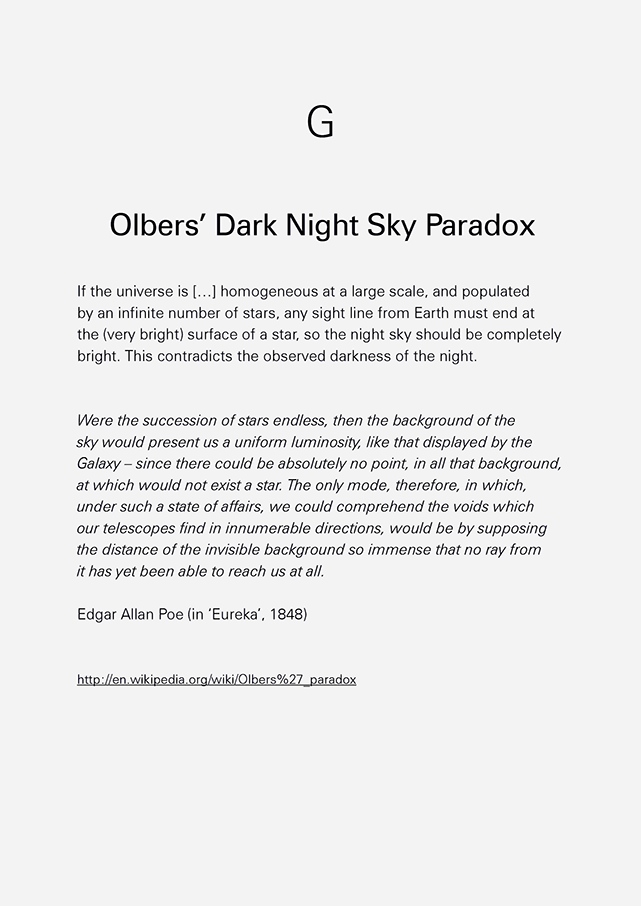 G
Olbers’ Dark Night Sky Paradox
If the universe is […] homogeneous at a large scale, and populated
by an infinite number of stars, any sight line from Earth must end at
the (very bright) surface of a star, so the night sky should be completely
bright. This contradicts the observed darkness of the night.
Were the succession of stars endless, then the background of the
sky would present us a uniform luminosity, like that displayed by the
Galaxy – since there could be absolutely no point, in all that background,
at which would not exist a star. The only mode, therefore, in which,
under such a state of affairs, we could comprehend the voids which
our telescopes find in innumerable directions, would be by supposing
the distance of the invisible background so immense that no ray from
it has yet been able to reach us at all.
Edgar Allan Poe (in ‘Eureka’, 1848)
http://en.wikipedia.org/wiki/Olbers%27_paradox